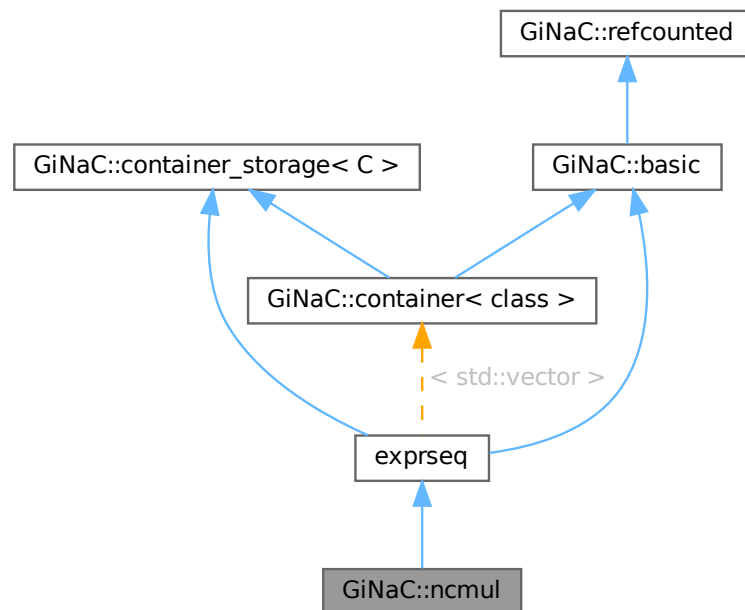 GiNaC::refcounted
GiNaC::container_storage< C >
GiNaC::basic
GiNaC::container< class >
< std::vector >
exprseq
GiNaC::ncmul